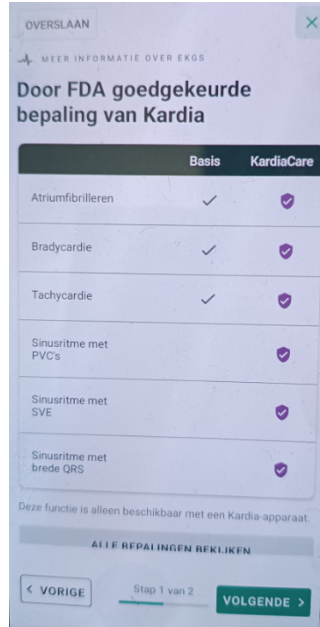 OVERSLAAN
MEER INFORMATIE OVER EKGS
Door FDA goedgekeurde
bepaling van Kardia
Basis KardiaCare
Atriumfibrilleren
Bradycardie
Tachycardie
Sinusritme met
PVC's
Sinusritme met
SVE
Sinusritme met
brede QRS
Deze functie is alleen beschikbaar met een Kardia-apparaat.
ALLE BEPALINGEN BEKIJKEN
< VORIGE
Stap 1 van 2
VOLGENDE >